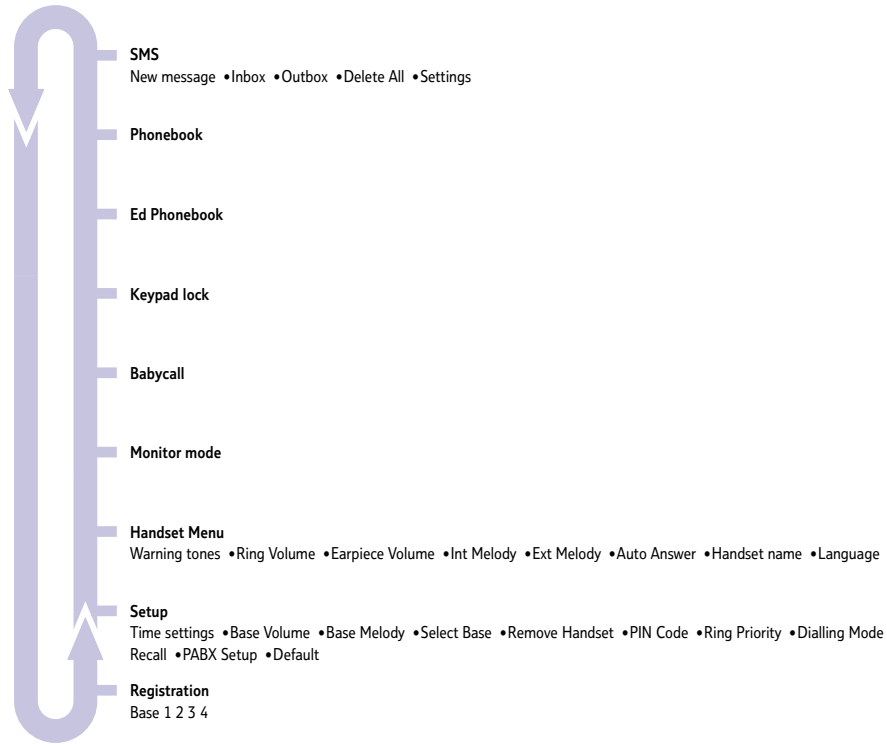 SMS
New message •Inbox •Outbox •Delete All •Settings
Phonebook
Ed Phonebook
Keypad lock
Babycall
Monitor mode
Handset Menu
Warning tones •Ring Volume •Earpiece Volume •Int Melody •Ext Melody •Auto Answer •Handset name •Language
Setup
Time settings •Base Volume •Base Melody •Select Base •Remove Handset •PIN Code •Ring Priority •Dialling Mode
Recall •PABX Setup •Default
Registration
Base 1 2 3 4